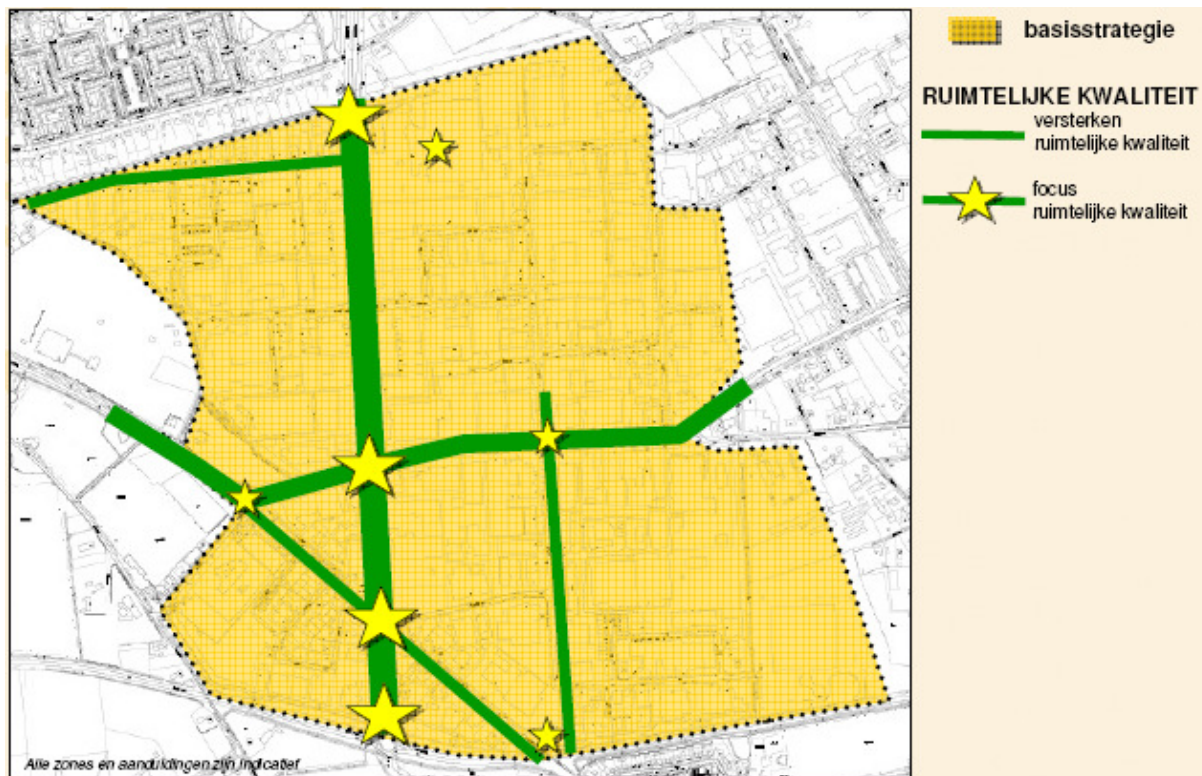 basisstrategie
RUIMTELIJKE KWALITEIT
versterken
ruimtelijke kwaliteit
focus
ruimtelijke kwaliteit
Alle zones en aanduidingen zijn indicatief